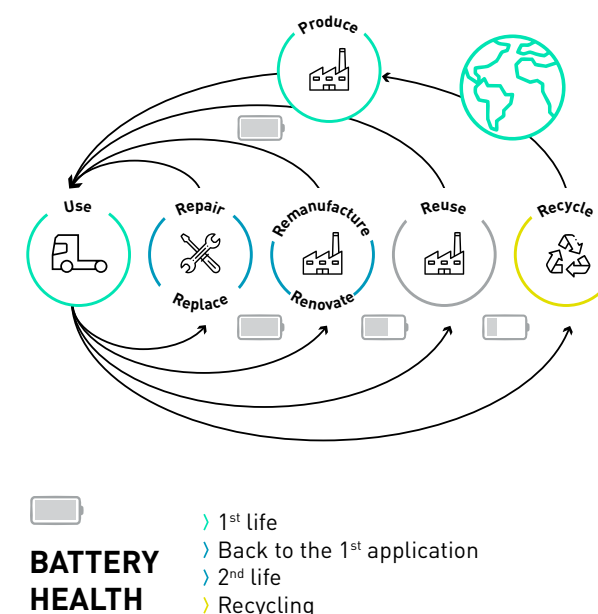 Produce
Use
Repair
Replace
Remanufacture
Renovate
Reuse
Recycle
BATTERY
HEALTH
〉1st life
〉Back to the 1st application
〉2nd life
〉Recycling